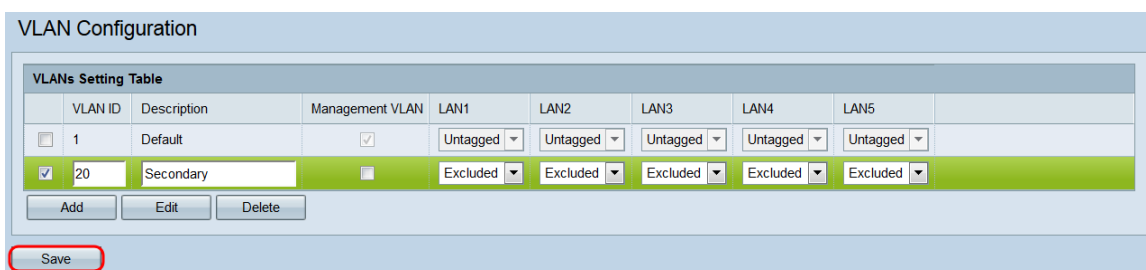 VLAN Configuration
VLANs Setting Table
VLAN ID Description Management VLAN LAN1 LAN2 LAN3 LAN4 LAN5
1 Default Untagged Untagged Untagged Untagged Untagged
20 Secondary Excluded Excluded Excluded Excluded Excluded
Add Edit Delete
Save